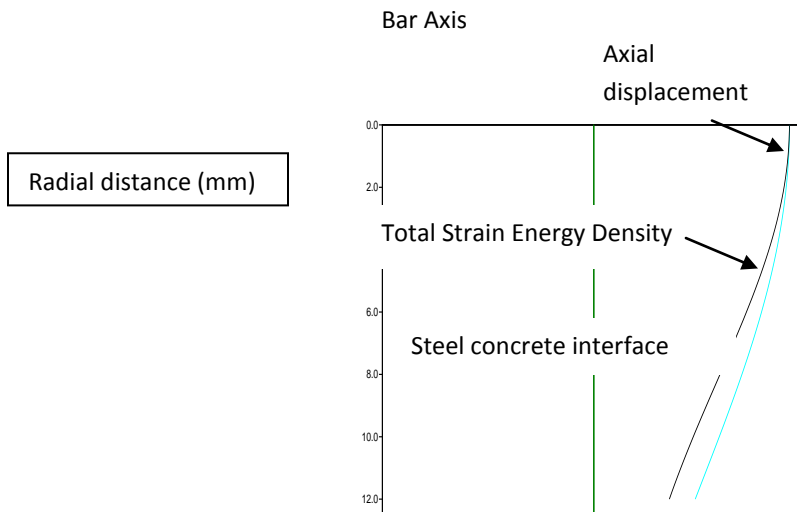 Bar Axis
Axial
displacement
0.0
Radial distance (mm)
2.0
Total Strain Energy Density
6.0
Steel concrete interface
8.0
10.0
12.0